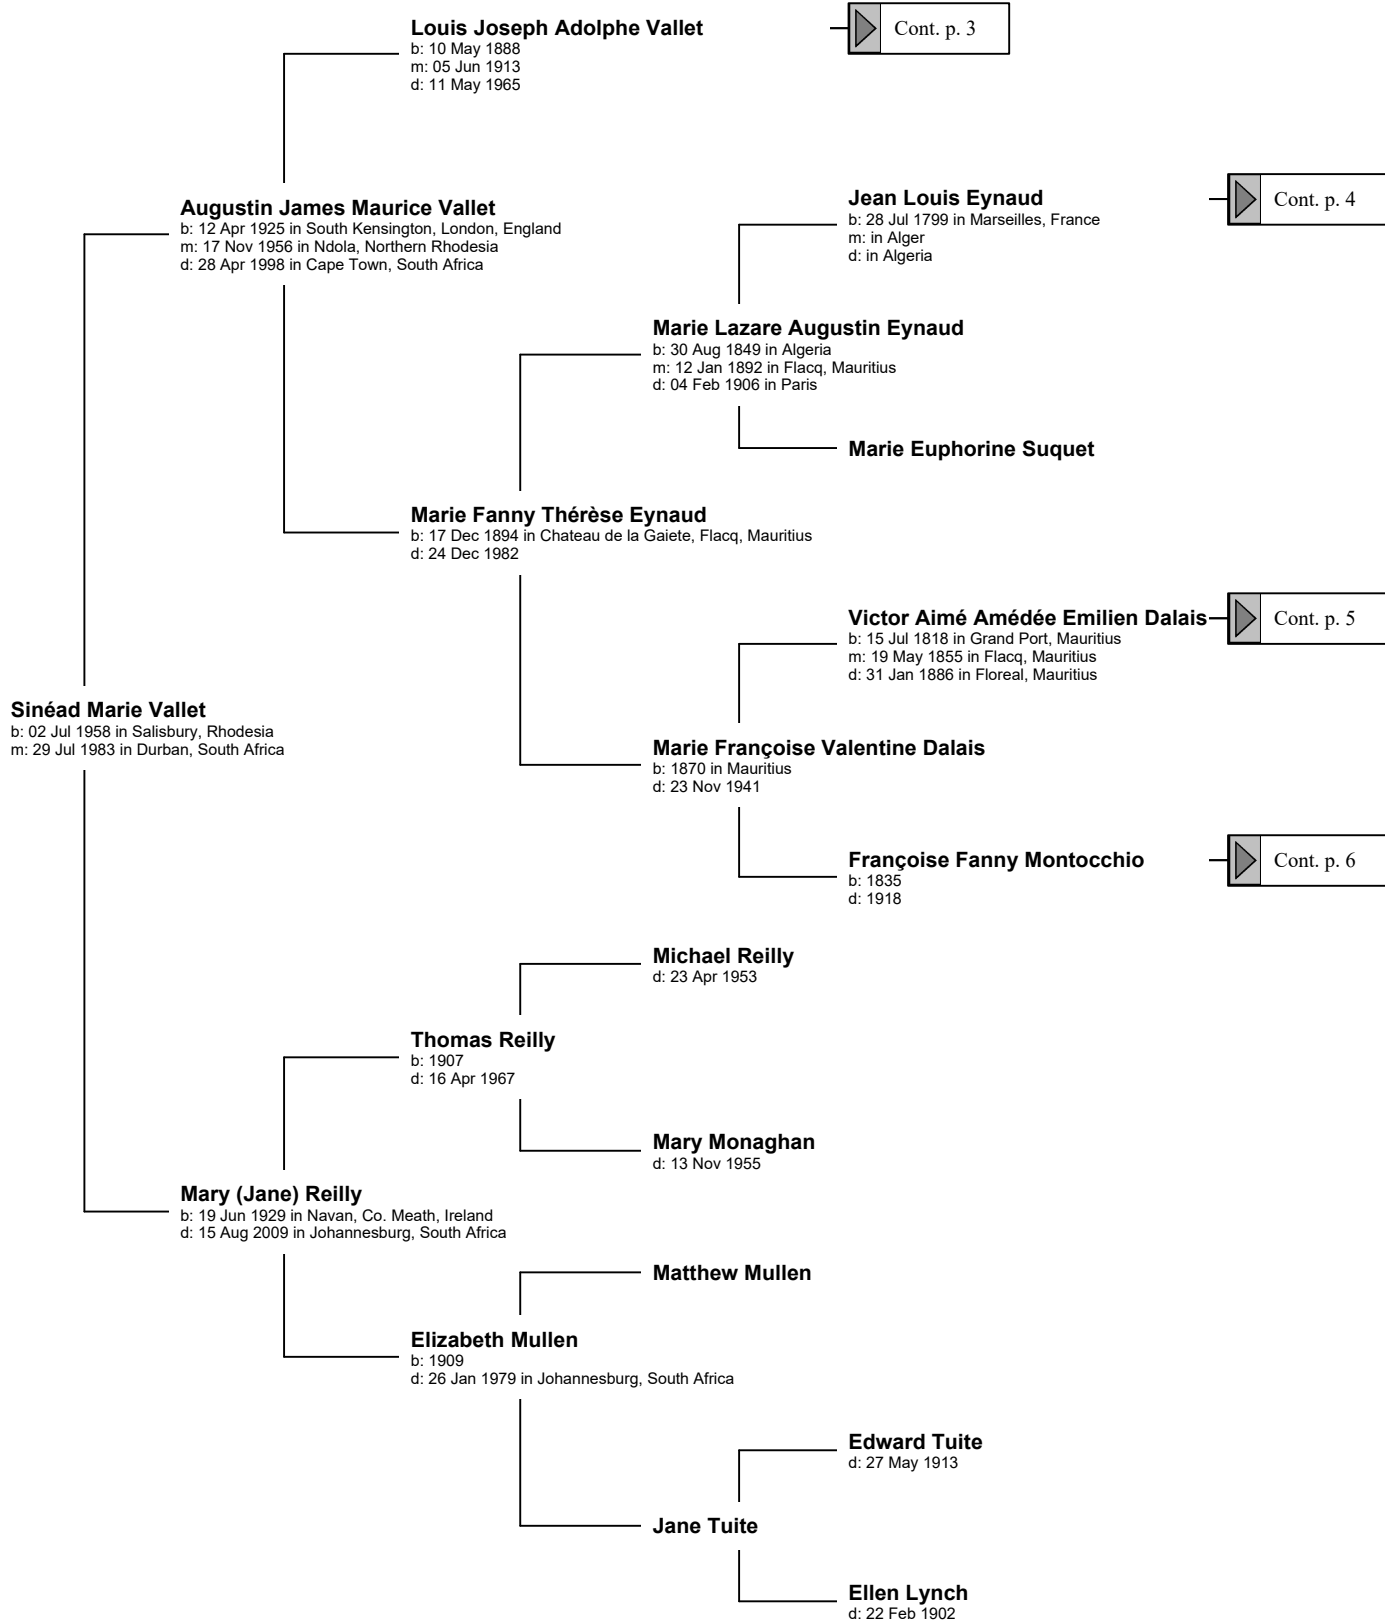 Louis Joseph Adolphe Vallet
b: 10 May 1888
m: 05 Jun 1913
d: 11 May 1965
Cont. p. 3
Augustin James Maurice Vallet
b: 12 Apr 1925 in South Kensington, London, England
m: 17 Nov 1956 in Ndola, Northern Rhodesia
d: 28 Apr 1998 in Cape Town, South Africa
Jean Louis Eynaud
b: 28 Jul 1799 in Marseilles, France
m: in Alger
d: in Algeria
Cont. p. 4
Marie Lazare Augustin Eynaud
b: 30 Aug 1849 in Algeria
m: 12 Jan 1892 in Flacq, Mauritius
d: 04 Feb 1906 in Paris
Marie Euphorine Suquet
Marie Fanny Thérèse Eynaud
b: 17 Dec 1894 in Chateau de la Gaiete, Flacq, Mauritius
d: 24 Dec 1982
Victor Aimé Amédée Emilien Dalais
b: 15 Jul 1818 in Grand Port, Mauritius
m: 19 May 1855 in Flacq, Mauritius
d: 31 Jan 1886 in Floreal, Mauritius
Cont. p. 5
Sinéad Marie Vallet
b: 02 Jul 1958 in Salisbury, Rhodesia
m: 29 Jul 1983 in Durban, South Africa
Marie Françoise Valentine Dalais
b: 1870 in Mauritius
d: 23 Nov 1941
Françoise Fanny Montocchio
b: 1835
d: 1918
Cont. p. 6
Michael Reilly
d: 23 Apr 1953
Thomas Reilly
b: 1907
d: 16 Apr 1967
Mary Monaghan
d: 13 Nov 1955
Mary (Jane) Reilly
b: 19 Jun 1929 in Navan, Co. Meath, Ireland
d: 15 Aug 2009 in Johannesburg, South Africa
Matthew Mullen
Elizabeth Mullen
b: 1909
d: 26 Jan 1979 in Johannesburg, South Africa
Edward Tuite
d: 27 May 1913
Jane Tuite
Ellen Lynch
d: 22 Feb 1902